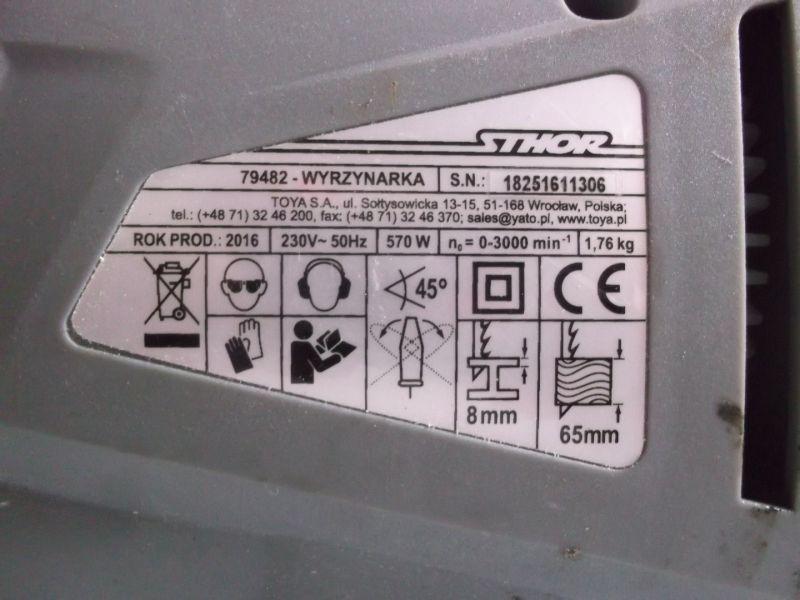 STHOR
79482 - WYRZYNARKA S.N.: 18251611306
TOYA S.A., ul. Sołtysowicka 13-15, 51-168 Wrocław, Polska;
tel.: (+48 71) 32 46 200, fax: (+48 71) 32 46 370; sales@yato.pl, www.toya.pl
ROK PROD.: 2016 230V~ 50Hz 570 W n₀ = 0-3000 min⁻¹ 1,76 kg
45° CE
8mm
65mm